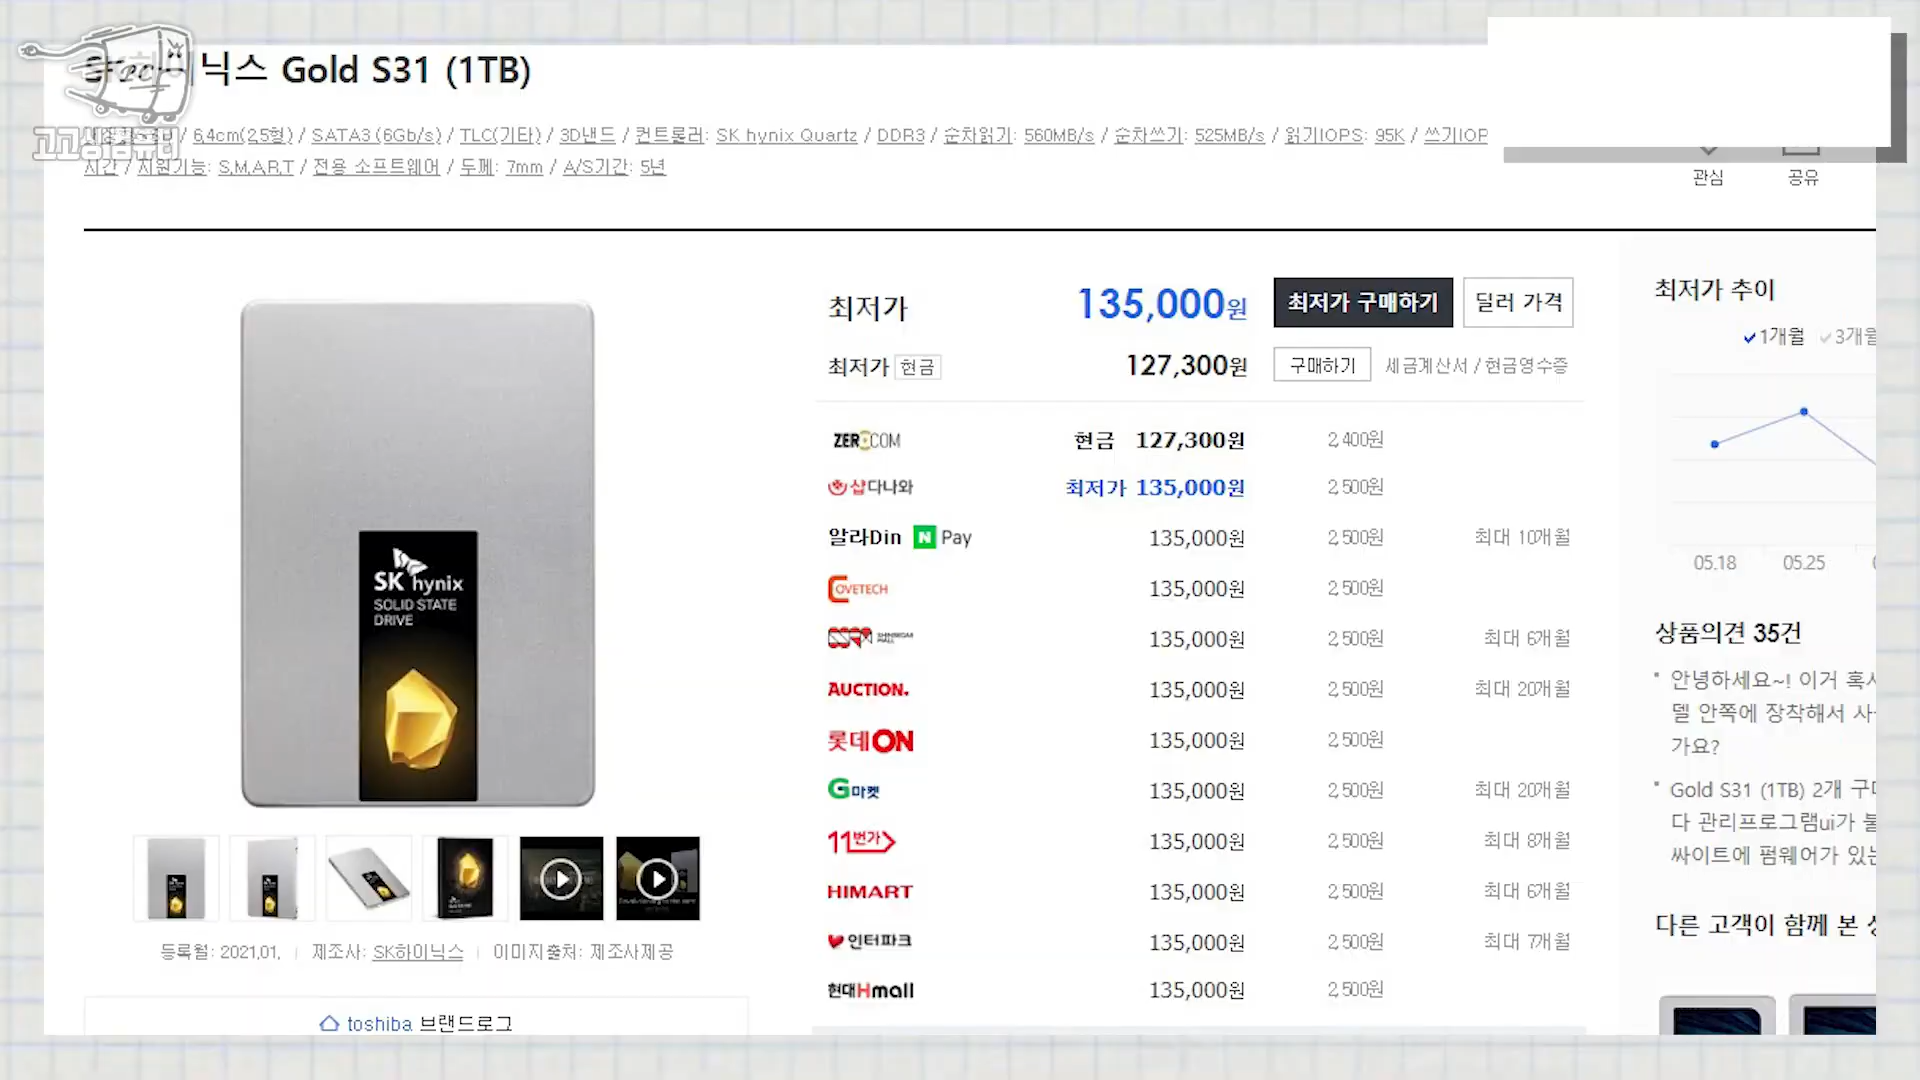 닉스 Gold S31 (1TB)
고고싱컴퓨터
/ 6.4cm(2.5형) / SATA3 (6Gb/s) / TLC(기타) / 3D낸드 / 컨트롤러: SK hynix Quartz / DDR3 / 순차읽기: 560MB/s / 순차쓰기: 525MB/s / 읽기IOPS: 95K / 쓰기IOP
시간 / 지원기능: S.M.A.R.T / 전용 소프트웨어 / 두께: 7mm / A/S기간: 5년
관심 공유
SK hynix
SOLID STATE
DRIVE
최저가 135,000원 최저가 구매하기 딜러 가격
최저가 현금 127,300원 구매하기 세금계산서 / 현금영수증
ZEROCOM 현금 127,300원 2,400원
샵다나와 최저가 135,000원 2,500원
알라Din N Pay 135,000원 2,500원 최대 10개월
COVETECH 135,000원 2,500원
SHINSEGAE MALL 135,000원 2,500원 최대 6개월
AUCTION. 135,000원 2,500원 최대 20개월
롯데ON 135,000원 2,500원
G마켓 135,000원 2,500원 최대 20개월
11번가 135,000원 2,500원 최대 8개월
HIMART 135,000원 2,500원 최대 6개월
인터파크 135,000원 2,500원 최대 7개월
현대Hmall 135,000원 2,500원
등록월: 2021.01. 제조사: SK하이닉스 이미지출처: 제조사제공
toshiba 브랜드로그
최저가 추이
1개월 3개월
05.18 05.25
상품의견 35건
안녕하세요~! 이거 혹시
델 안쪽에 장착해서 사
가요?
Gold S31 (1TB) 2개 구
다 관리프로그램ui가 불
싸이트에 펌웨어가 있는
다른 고객이 함께 본 상